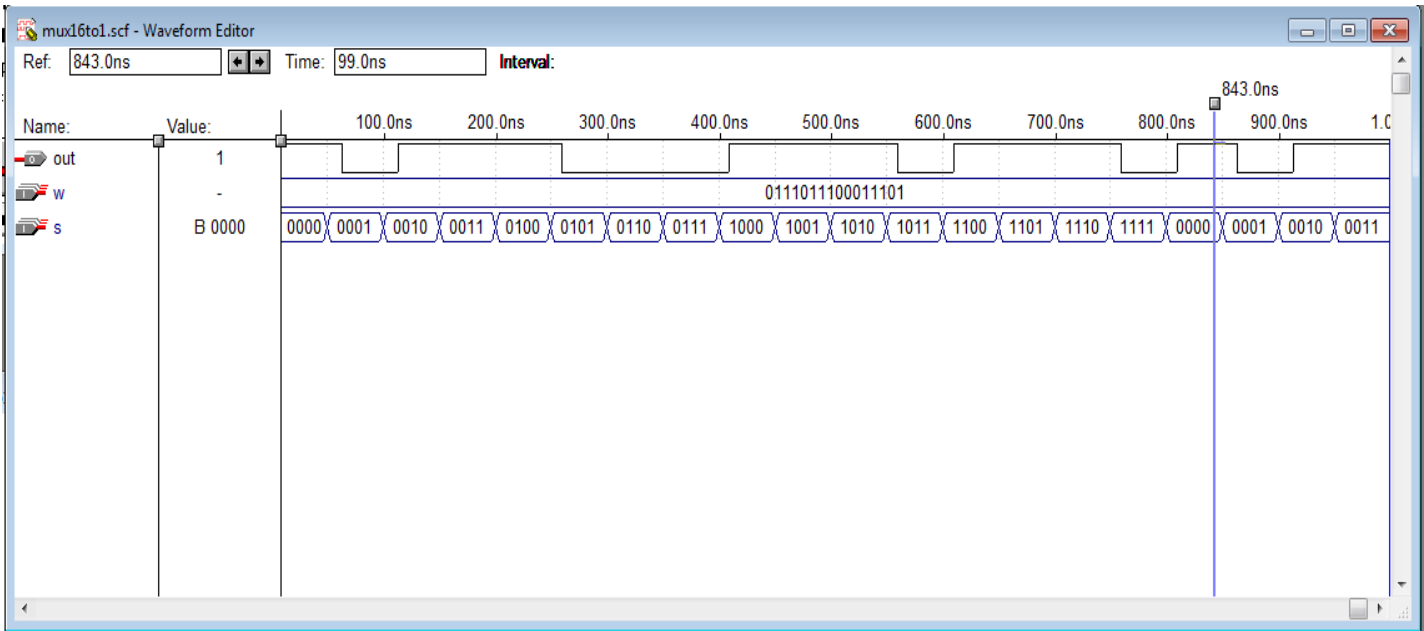 mux16to1.scf - Waveform Editor
Ref: 843.0ns Time: 99.0ns Interval:
843.0ns
Name: Value: 100.0ns 200.0ns 300.0ns 400.0ns 500.0ns 600.0ns 700.0ns 800.0ns 900.0ns 1.0
out 1
w - 0111011100011101
s B 0000 0000 0001 0010 0011 0100 0101 0110 0111 1000 1001 1010 1011 1100 1101 1110 1111 0000 0001 0010 0011